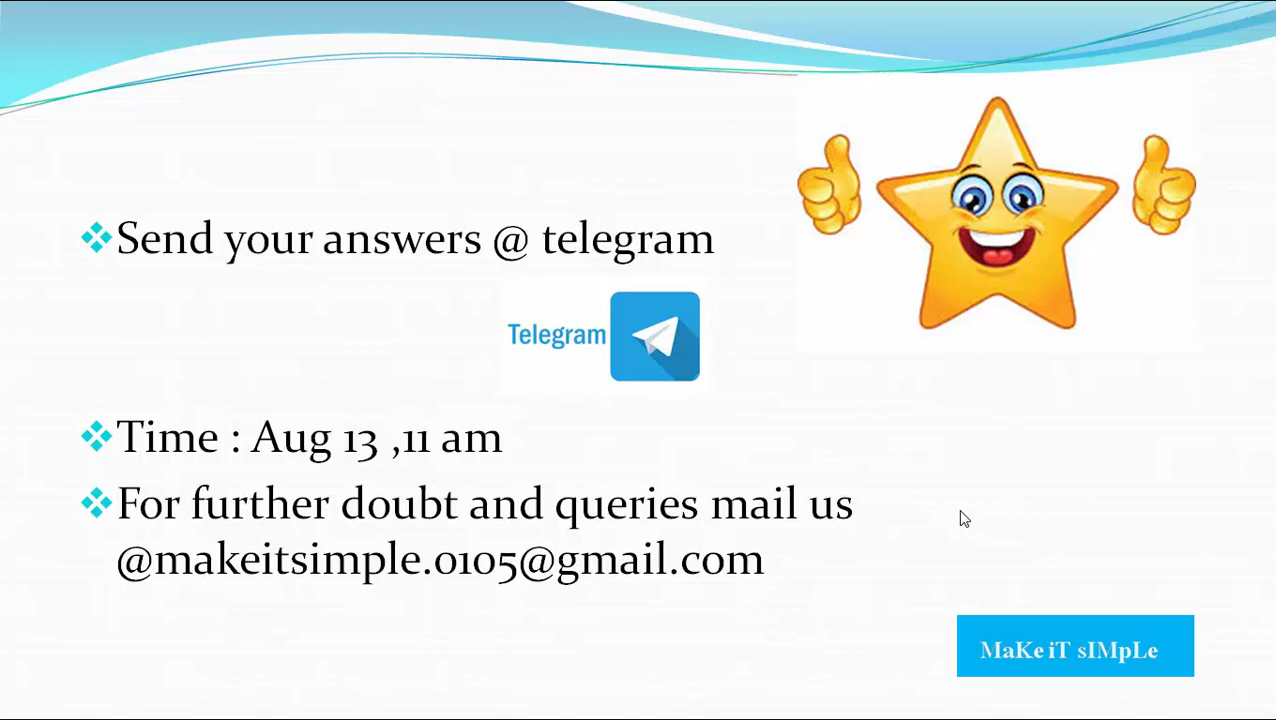 Send your answers @ telegram
Telegram
Time : Aug 13 ,11 am
For further doubt and queries mail us
@makeitsimple.0105@gmail.com
MaKe iT sIMpLe